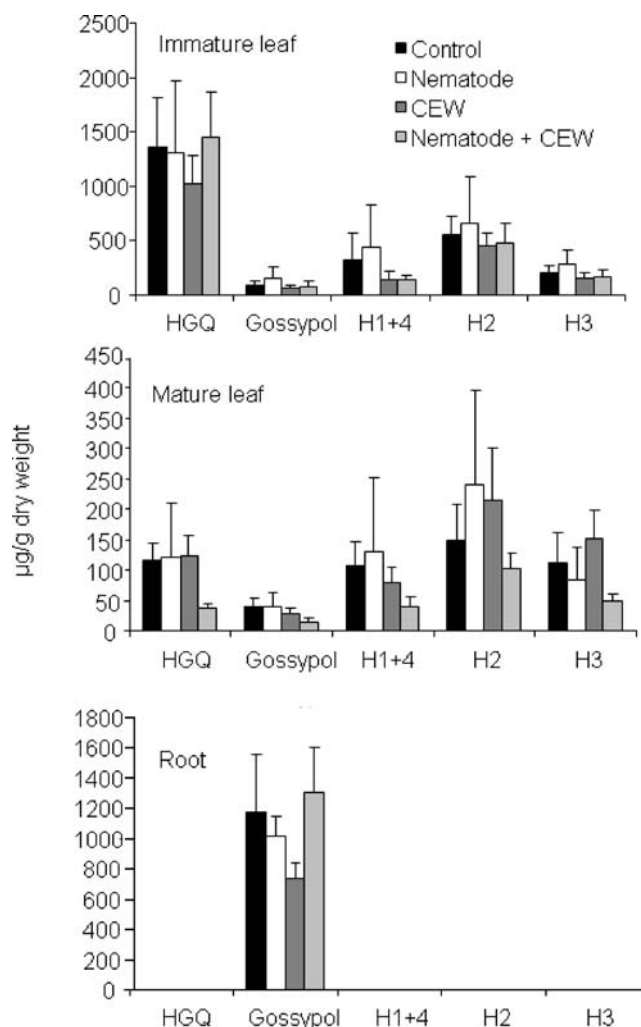 2500
Immature leaf
Control
2000
Nematode
CEW
1500
Nematode + CEW
1000
500
0
HGQ Gossypol H1+4 H2 H3
450
400
Mature leaf
350
300
250
200
150
100
50
0
HGQ Gossypol H1+4 H2 H3
µg/g dry weight
1800
1600
Root
1400
1200
1000
800
600
400
200
0
HGQ Gossypol H1+4 H2 H3